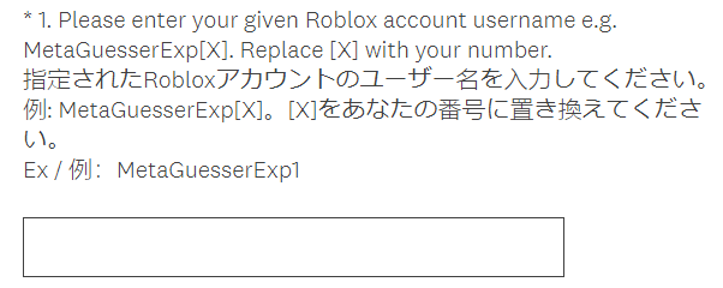 * 1. Please enter your given Roblox account username e.g.
MetaGuesserExp[X]. Replace [X] with your number.
指定されたRobloxアカウントのユーザー名を入力してください。
例: MetaGuesserExp[X]。[X]をあなたの番号に置き換えてくださ
い。
Ex / 例：MetaGuesserExp1